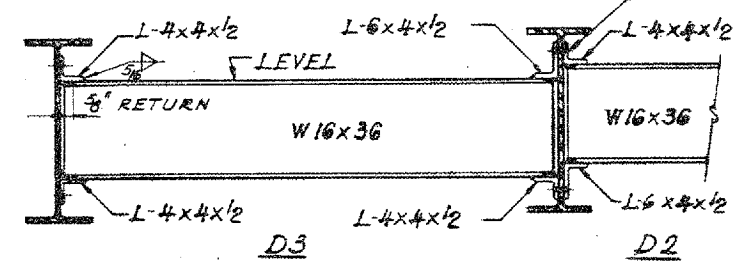 L-4x4x1/2
L-6x4x1/2
L-4x4x1/2
5/16
LEVEL
5/8" RETURN
W16x36
W16x36
L-4x4x1/2
L-4x4x1/2
L-6x4x1/2
D3
D2